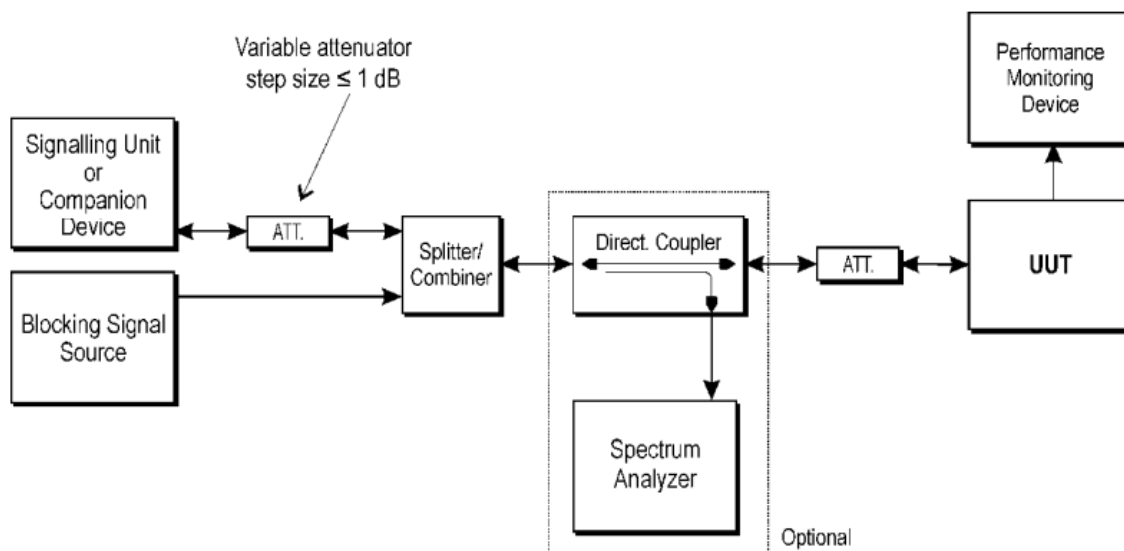 Variable attenuator
step size ≤ 1 dB
Performance
Monitoring
Device
Signalling Unit
or
Companion
Device
ATT.
Splitter/
Combiner
Direct. Coupler
ATT.
UUT
Blocking Signal
Source
Spectrum
Analyzer
Optional